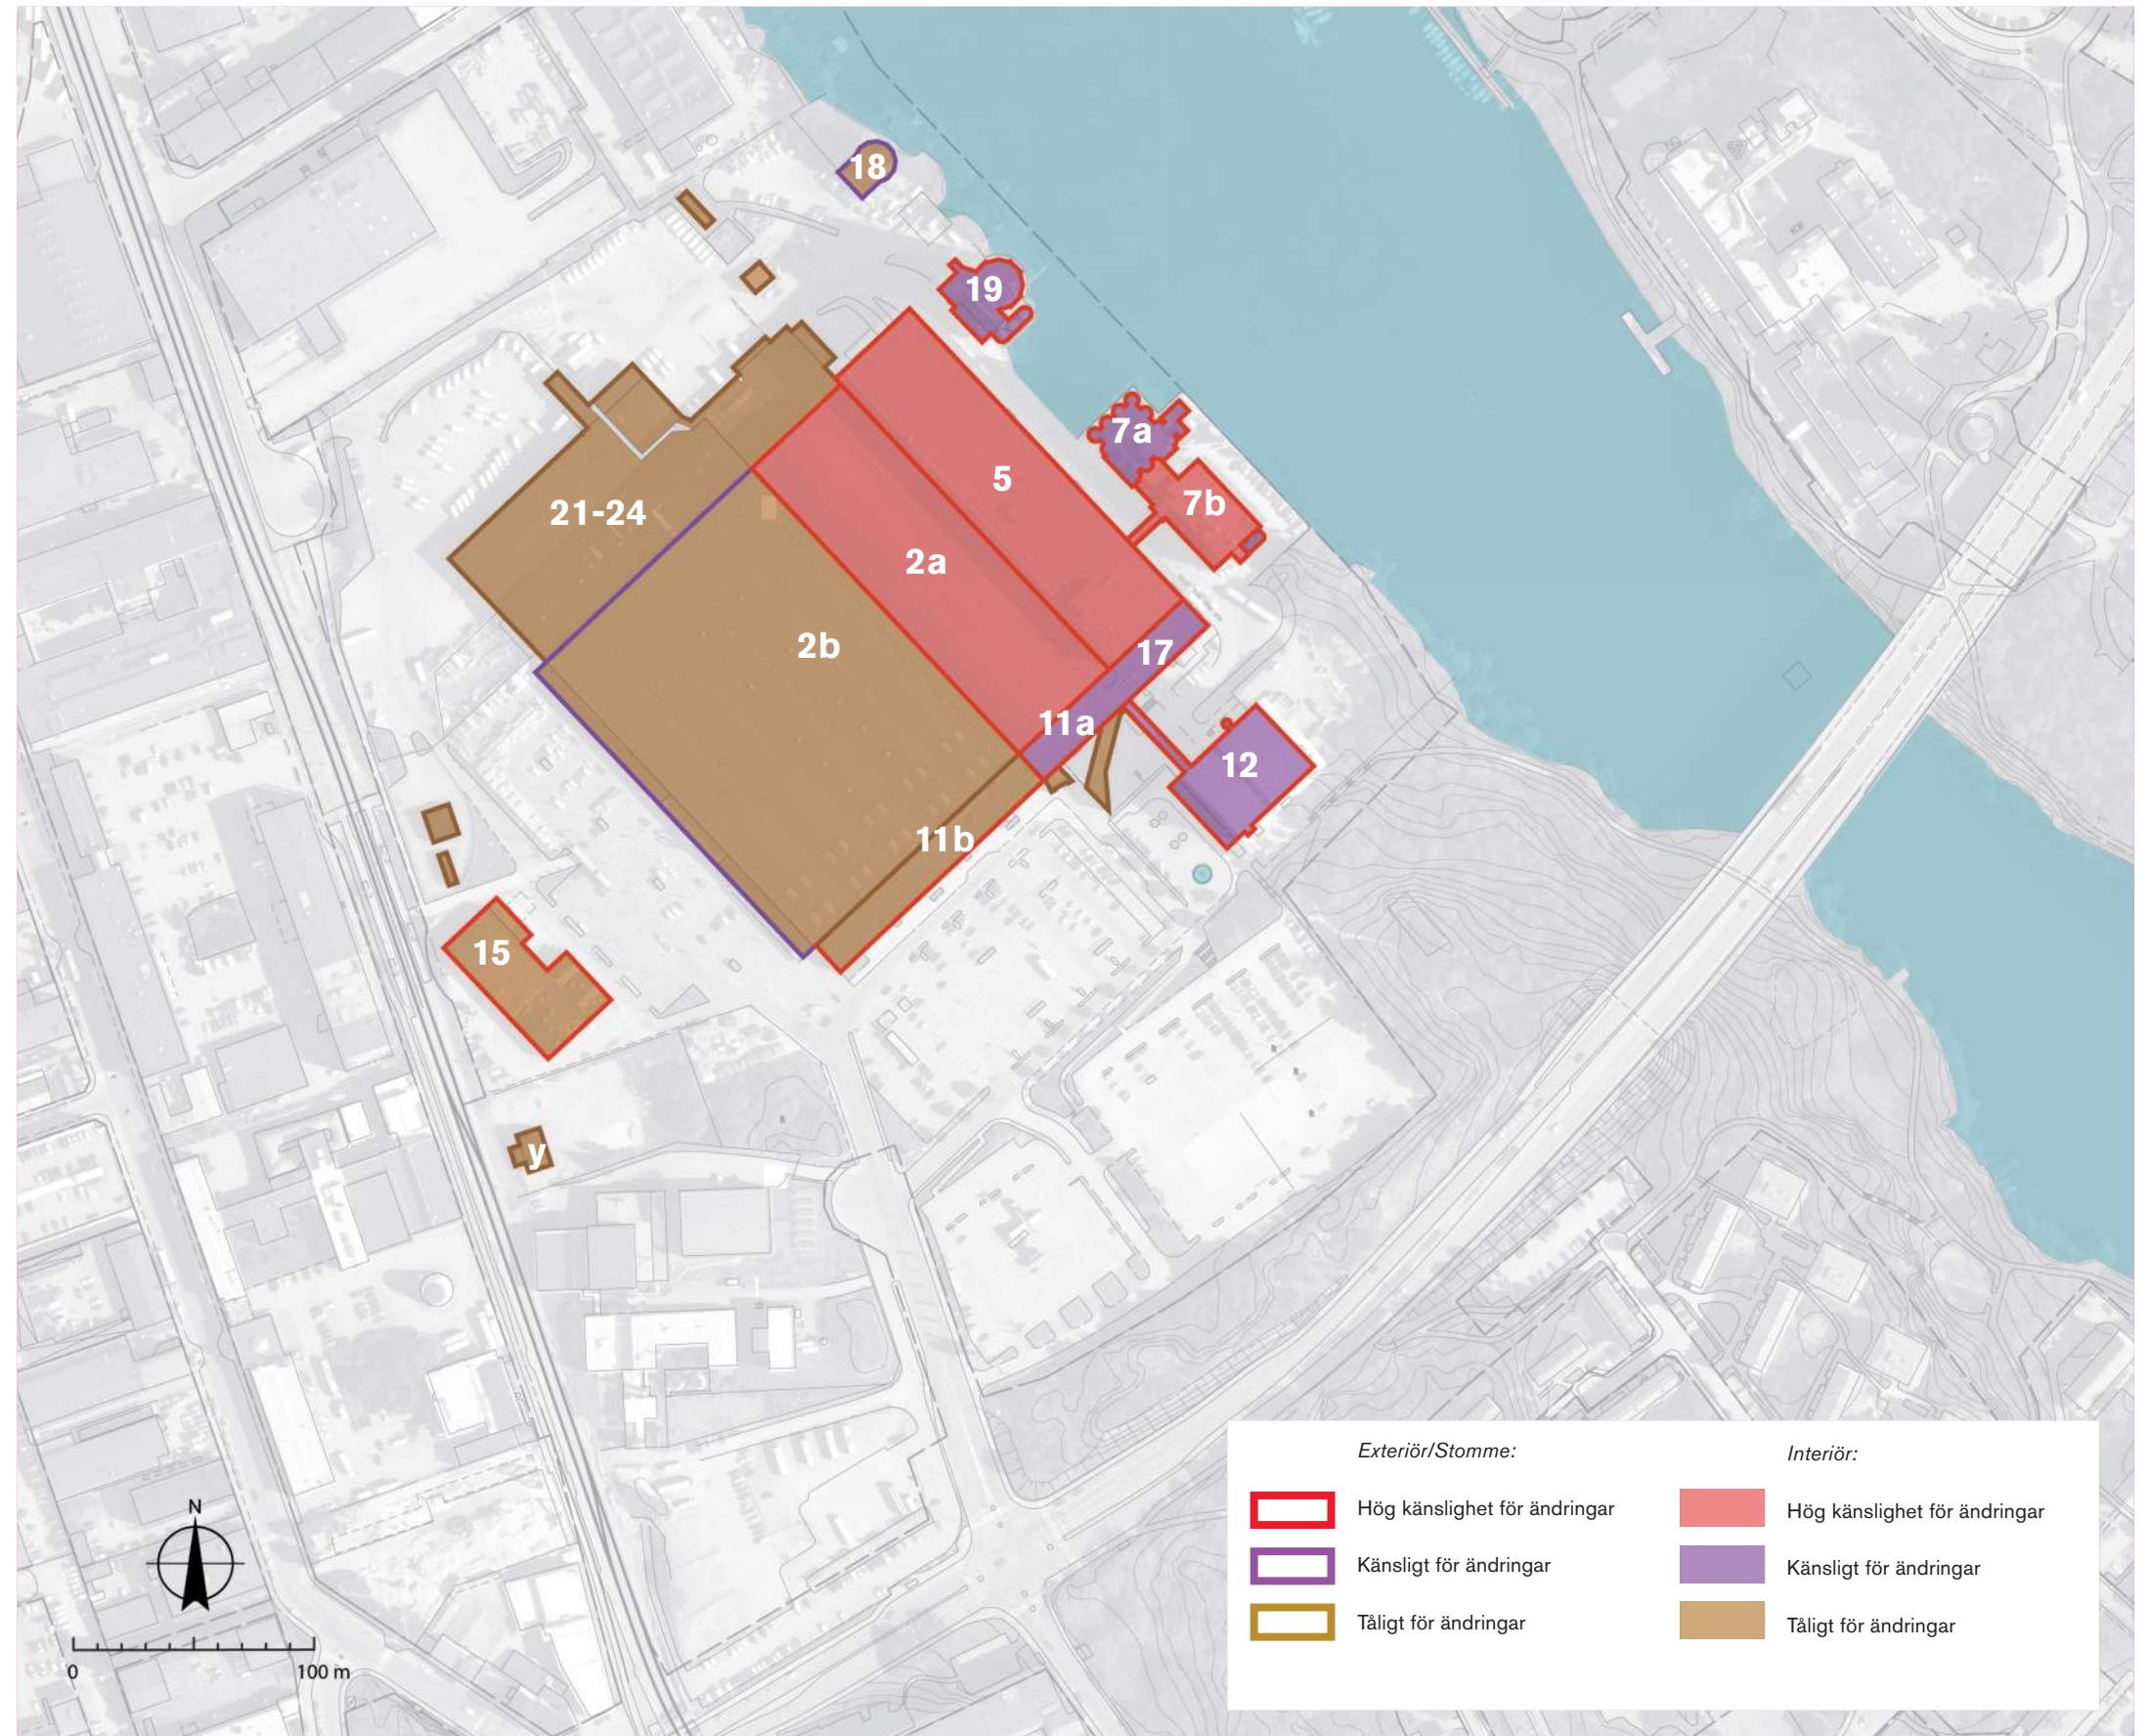 18
19
7a
5
7b
21-24
2a
2b
17
11a
12
11b
15
y
Exteriör/Stomme:
Hög känslighet för ändringar
Känsligt för ändringar
Tåligt för ändringar
Interiör:
Hög känslighet för ändringar
Känsligt för ändringar
Tåligt för ändringar
N
0 100 m